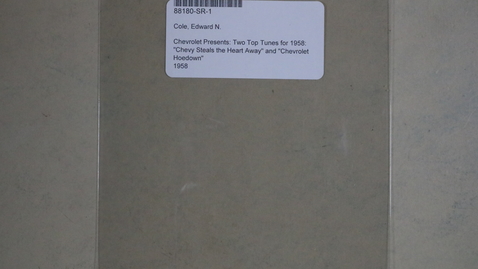 88180-SR-1
Cole, Edward N.
Chevrolet Presents: Two Top Tunes for 1958:
"Chevy Steals the Heart Away" and "Chevrolet
Hoedown"
1958